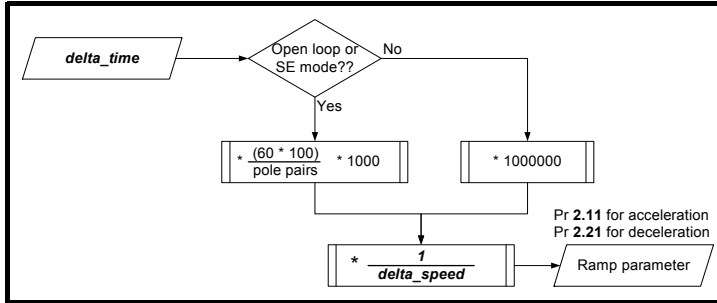 delta_time
Open loop or
SE mode??
No
Yes
* (60 * 100)
pole pairs
* 1000
* 1000000
Pr 2.11 for acceleration
Pr 2.21 for deceleration
* 1
delta_speed
Ramp parameter